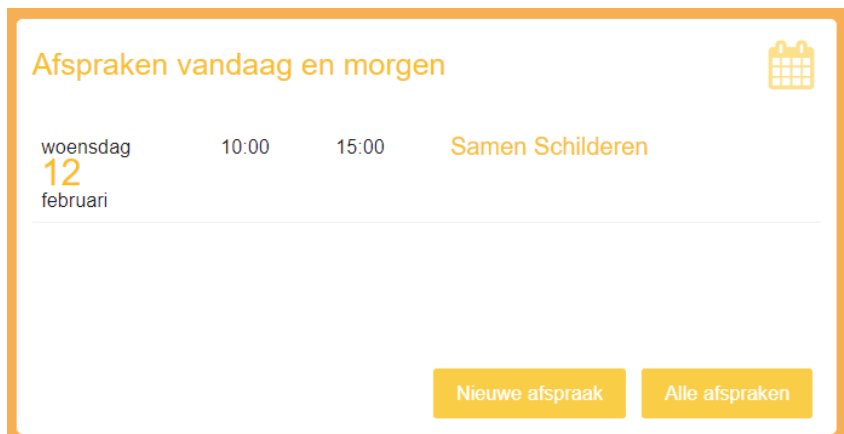 Afspraken vandaag en morgen
woensdag 10:00 15:00 Samen Schilderen
12
februari
Nieuwe afspraak Alle afspraken